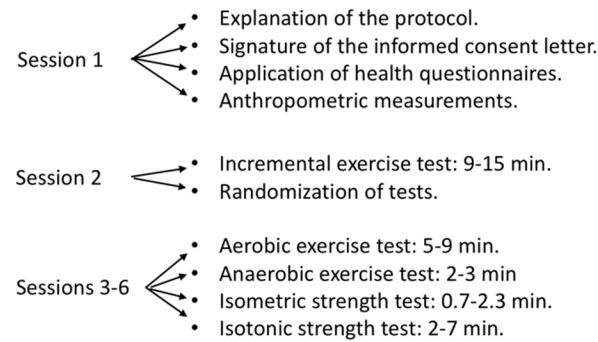 Session 1
• Explanation of the protocol.
• Signature of the informed consent letter.
• Application of health questionnaires.
• Anthropometric measurements.
Session 2
• Incremental exercise test: 9-15 min.
• Randomization of tests.
Sessions 3-6
• Aerobic exercise test: 5-9 min.
• Anaerobic exercise test: 2-3 min
• Isometric strength test: 0.7-2.3 min.
• Isotonic strength test: 2-7 min.